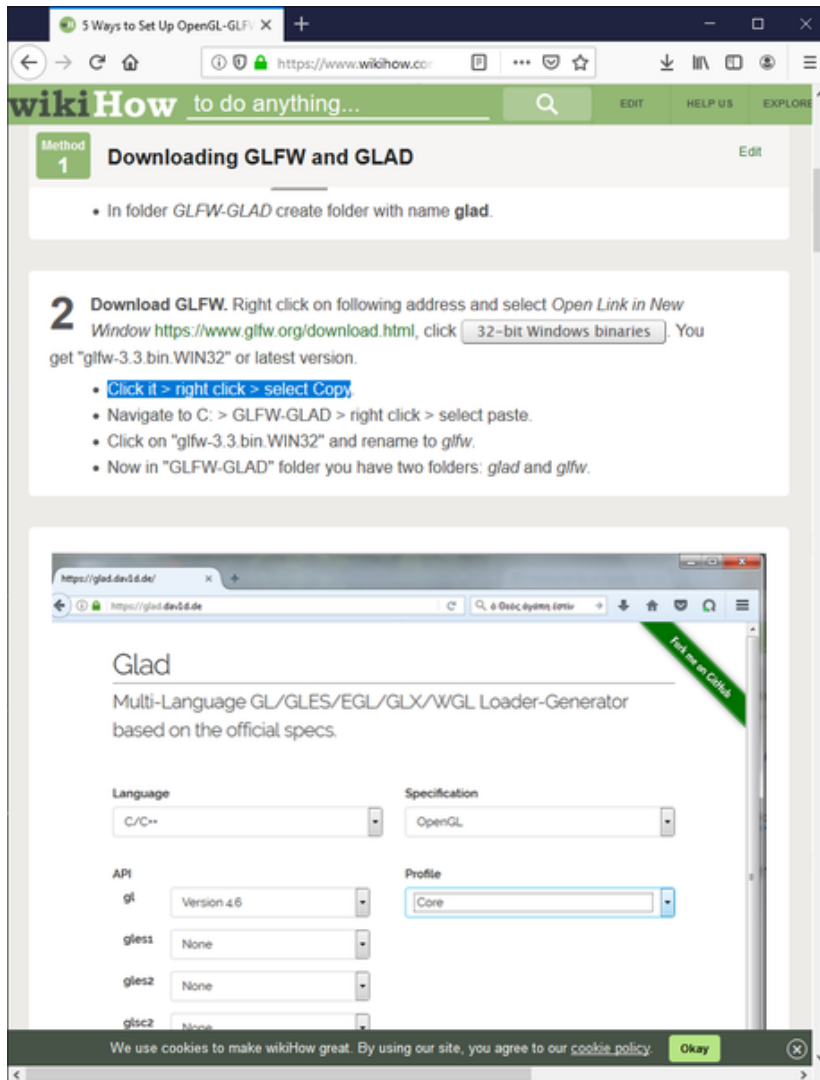 5 Ways to Set Up OpenGL-GLFW
https://www.wikihow.com
wikiHow to do anything... EDIT HELP US EXPLORE
Method 1 Downloading GLFW and GLAD Edit
• In folder GLFW-GLAD create folder with name glad.
2 Download GLFW. Right click on following address and select Open Link in New
Window https://www.glfw.org/download.html, click 32-bit Windows binaries . You
get "glfw-3.3.bin.WIN32" or latest version.
• Click it > right click > select Copy.
• Navigate to C: > GLFW-GLAD > right click > select paste.
• Click on "glfw-3.3.bin.WIN32" and rename to glfw.
• Now in "GLFW-GLAD" folder you have two folders: glad and glfw.
https://glad.dav1d.de/
https://glad.dav1d.de ὁ Θεός ἀγάπη ἐστίν
Fork me on GitHub
Glad
Multi-Language GL/GLES/EGL/GLX/WGL Loader-Generator
based on the official specs.
Language Specification
C/C++ OpenGL
API Profile
gl Version 4.6 Core
gles1 None
gles2 None
glsc2 None
We use cookies to make wikiHow great. By using our site, you agree to our cookie policy. Okay